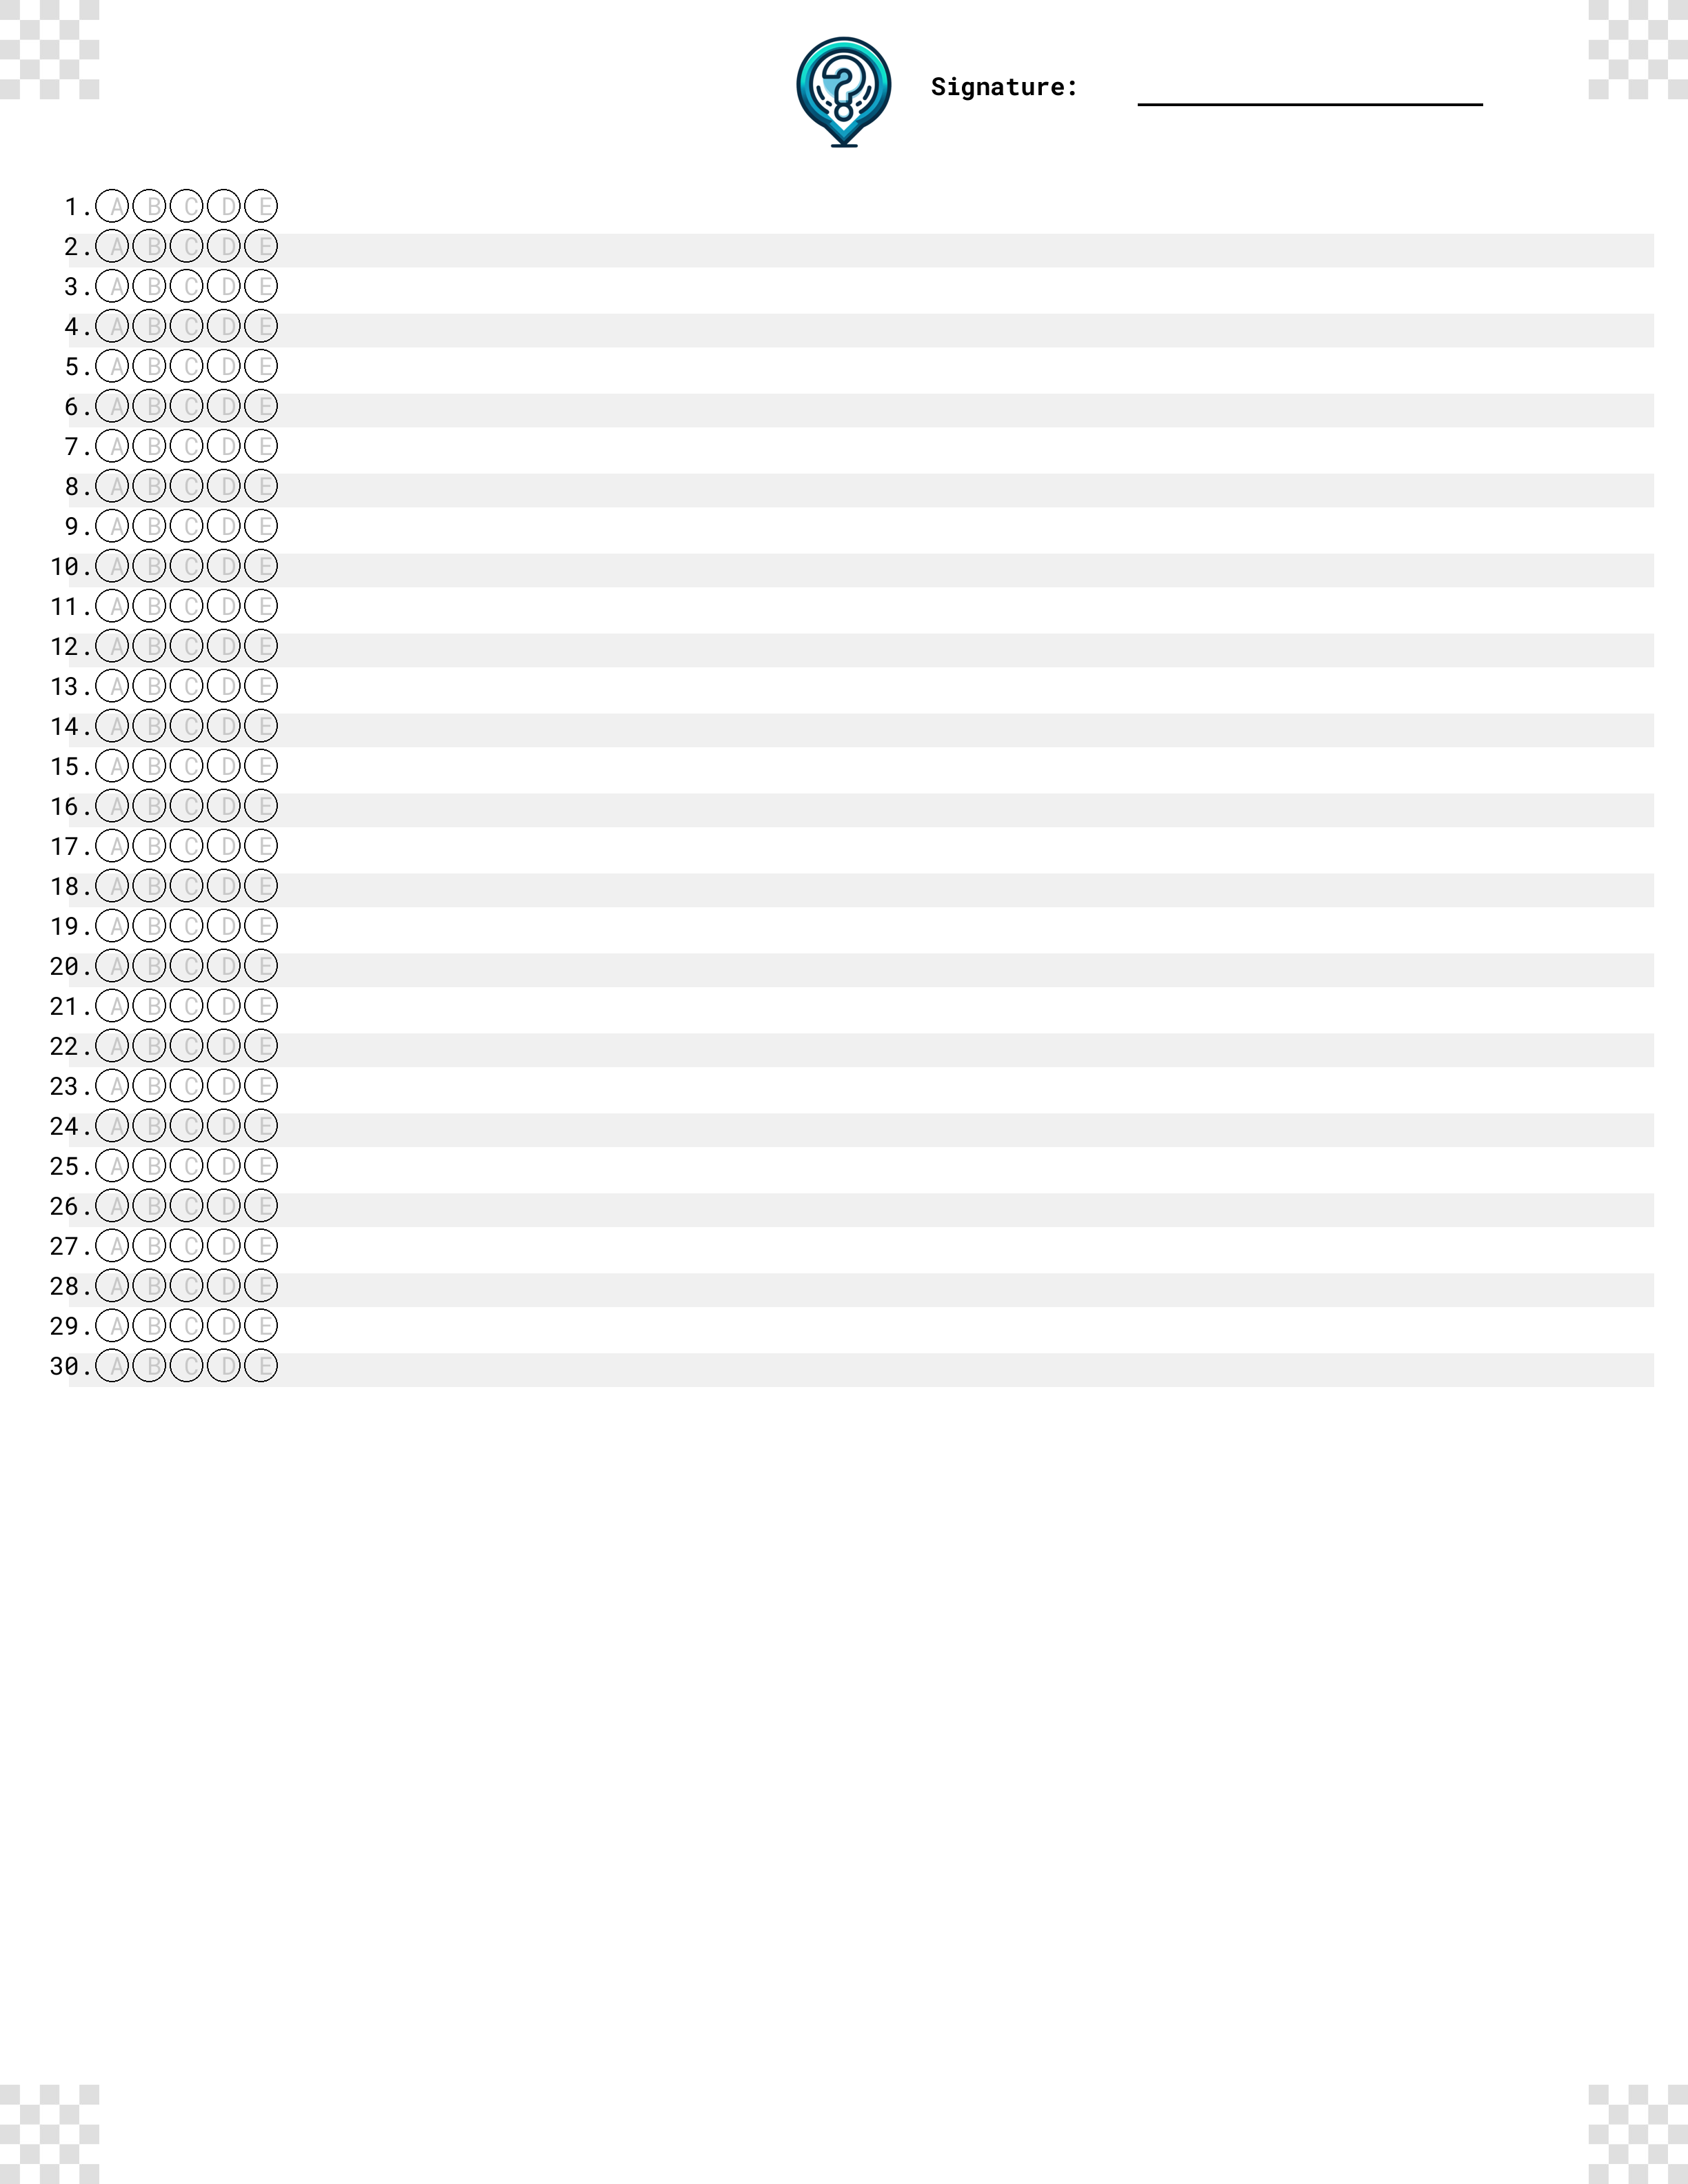 Signature:
1. A B C D E
2. A B C D E
3. A B C D E
4. A B C D E
5. A B C D E
6. A B C D E
7. A B C D E
8. A B C D E
9. A B C D E
10. A B C D E
11. A B C D E
12. A B C D E
13. A B C D E
14. A B C D E
15. A B C D E
16. A B C D E
17. A B C D E
18. A B C D E
19. A B C D E
20. A B C D E
21. A B C D E
22. A B C D E
23. A B C D E
24. A B C D E
25. A B C D E
26. A B C D E
27. A B C D E
28. A B C D E
29. A B C D E
30. A B C D E